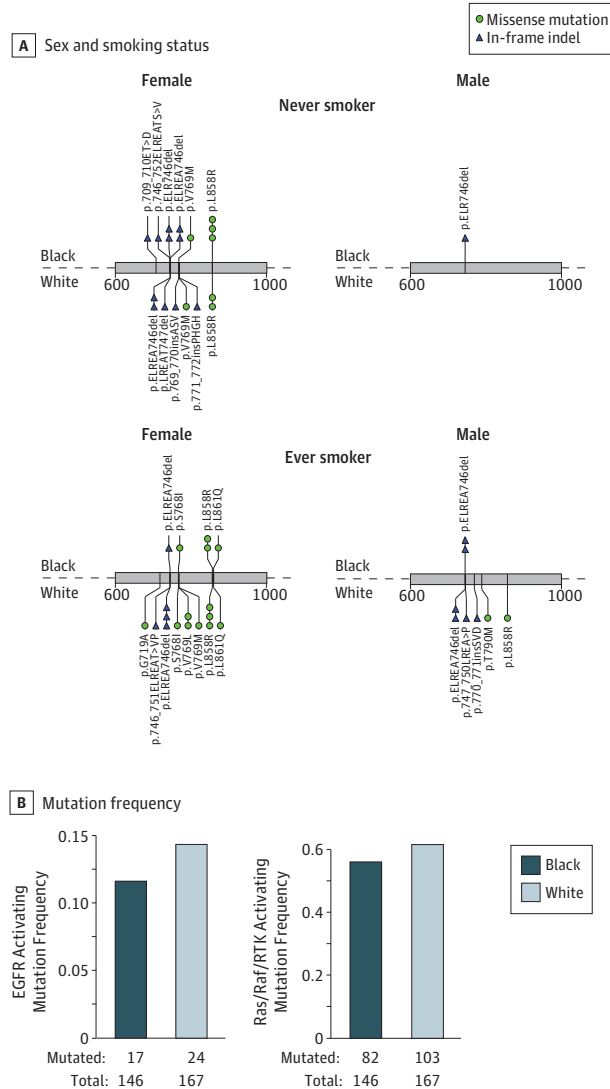 Missense mutation
In-frame indel
A Sex and smoking status
Female
Male
Never smoker
p.709_710ET>D
p.746_752ELREATS>V
p.ELR746del
p.ELREA746del
p.V769M
p.L858R
p.ELR746del
Black
White
600
1000
Black
White
600
1000
p.ELREA746del
p.LREAT747del
p.769_770insASV
p.V769M
p.771_772insPHGH
p.L858R
Female
Male
Ever smoker
p.ELREA746del
p.S768I
p.L858R
p.L861Q
p.ELREA746del
Black
White
600
1000
Black
White
600
1000
p.G719A
p.746_751ELREAT>VP
p.ELREA746del
p.S768I
p.V769L
p.V769M
p.L858R
p.L861Q
p.ELREA746del
p.747_750LREA>P
p.770_771insSVD
p.T790M
p.L858R
B Mutation frequency
EGFR Activating
Mutation Frequency
0.15
0.10
0.05
0
Mutated: 17 24
Total: 146 167
Ras/Raf/RTK Activating
Mutation Frequency
0.6
0.4
0.2
0
Mutated: 82 103
Total: 146 167
Black
White